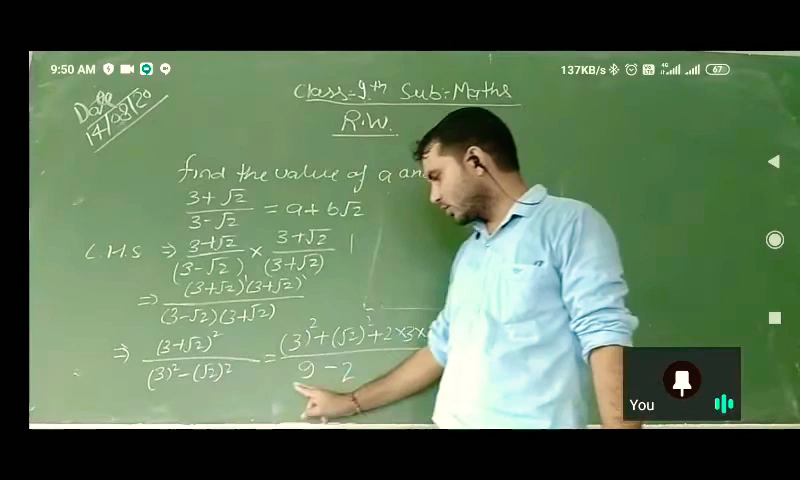 9:50 AM
137KB/s 4G 67
Date
14/08/20
Class=9th Sub=Maths
R.W.
find the value of a an
3+√2 / 3-√2 = a+b√2
L.H.S ⇒ 3+√2 / (3-√2) × 3+√2 / (3+√2)
⇒ (3+√2)(3+√2) / (3-√2)(3+√2)
⇒ (3+√2)² / (3)²-(√2)² = (3)²+(√2)²+2×3× / 9-2
You